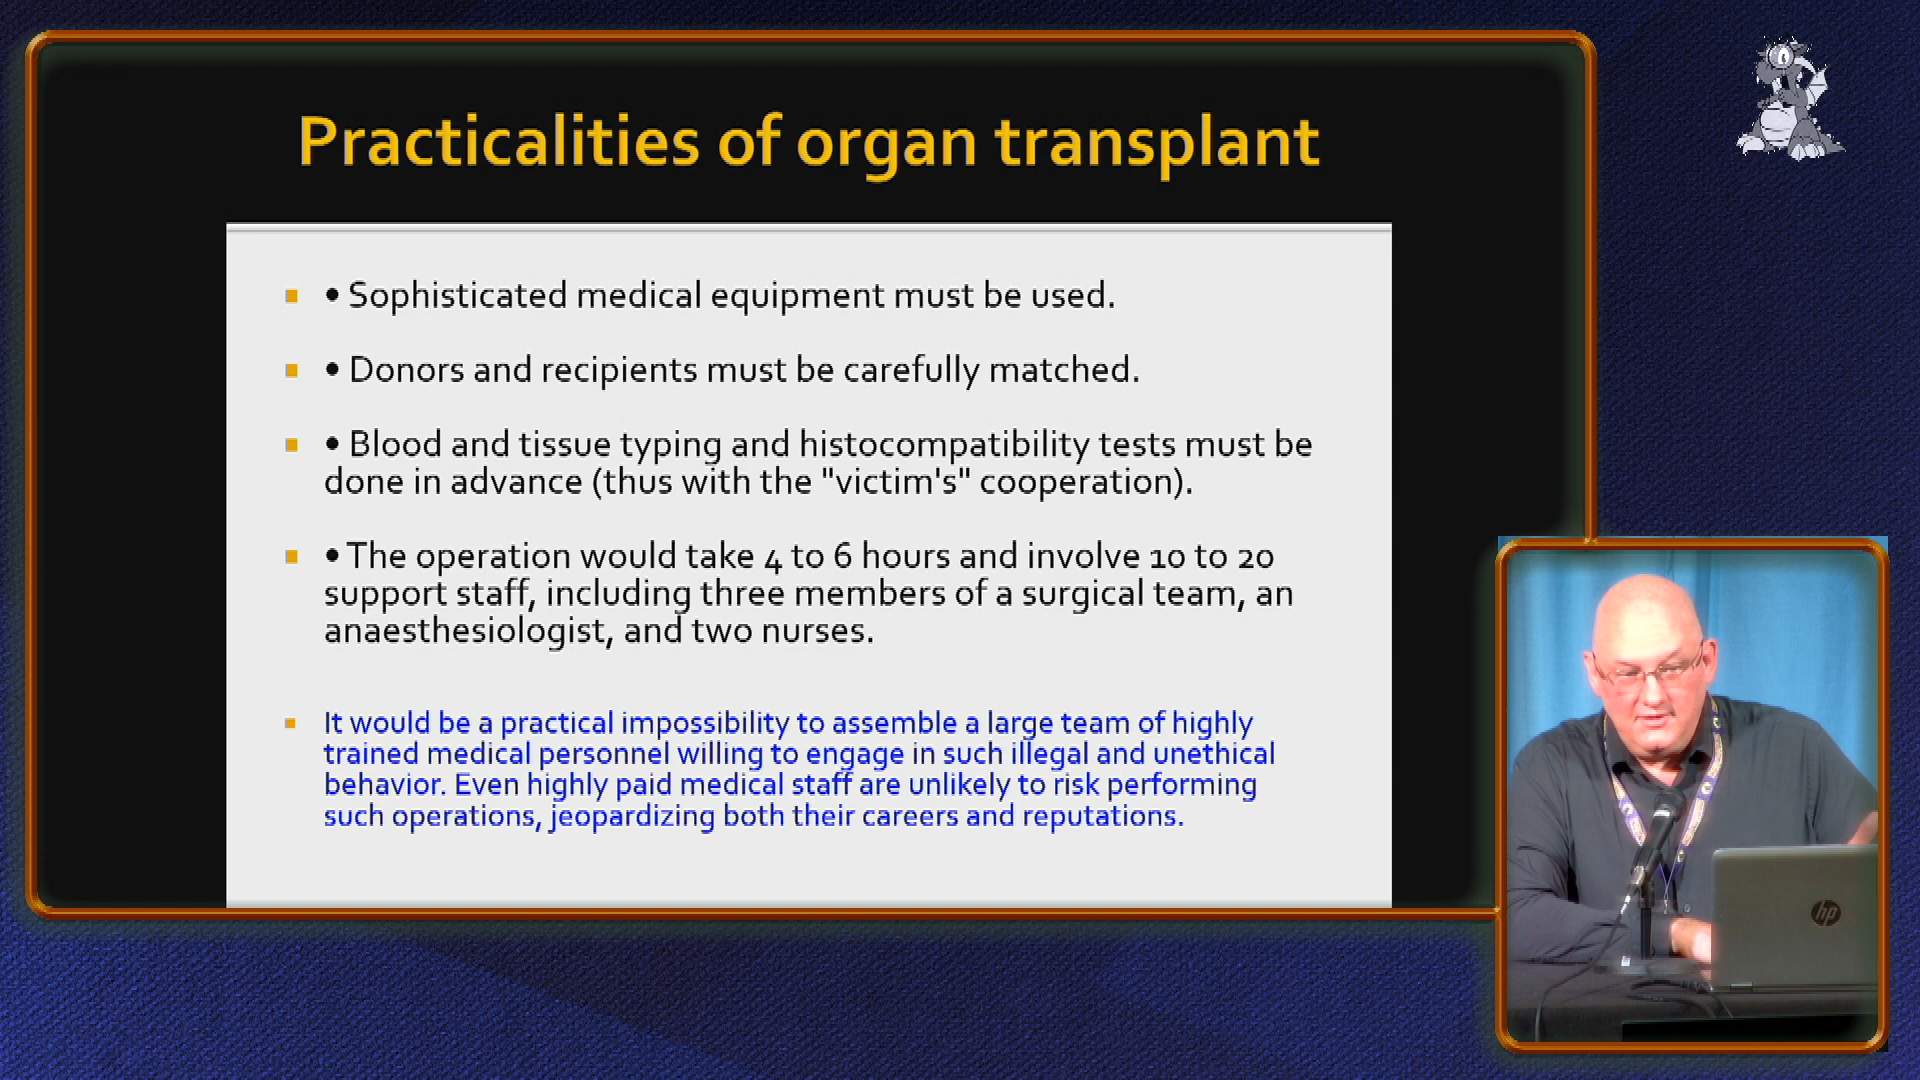 Practicalities of organ transplant
• Sophisticated medical equipment must be used.
• Donors and recipients must be carefully matched.
• Blood and tissue typing and histocompatibility tests must be
done in advance (thus with the "victim's" cooperation).
• The operation would take 4 to 6 hours and involve 10 to 20
support staff, including three members of a surgical team, an
anaesthesiologist, and two nurses.
It would be a practical impossibility to assemble a large team of highly
trained medical personnel willing to engage in such illegal and unethical
behavior. Even highly paid medical staff are unlikely to risk performing
such operations, jeopardizing both their careers and reputations.
hp